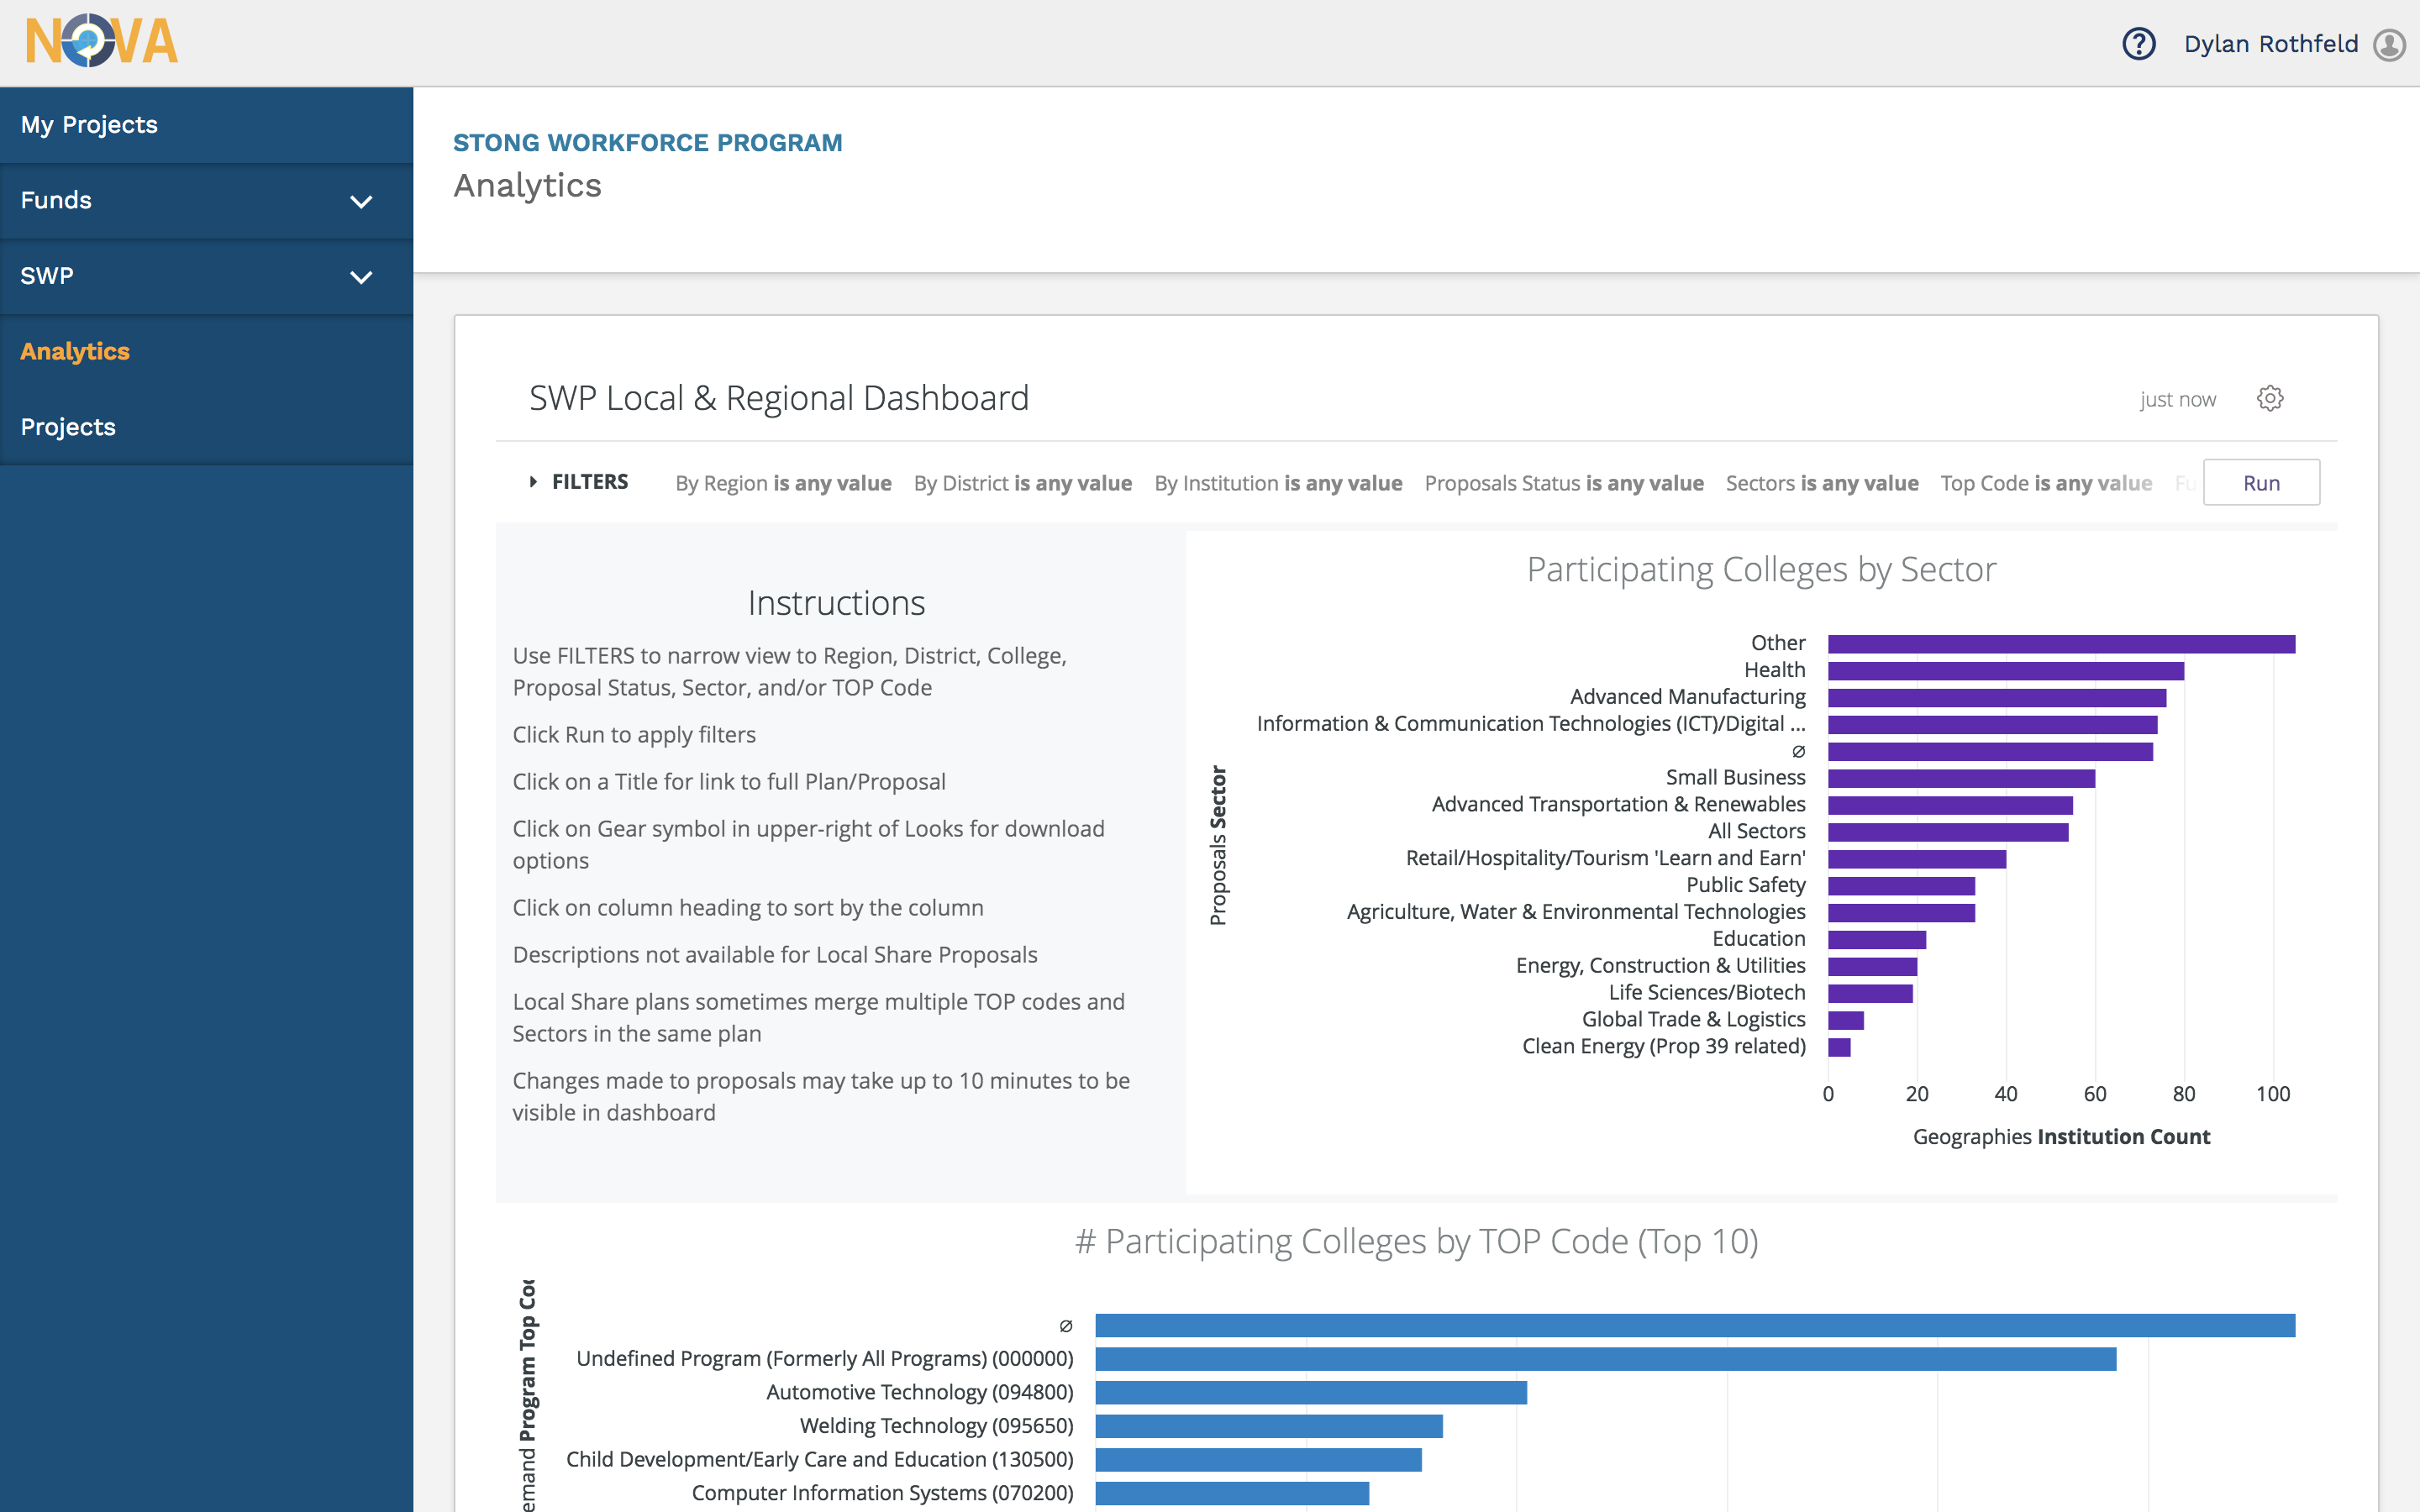 NOVA
Dylan Rothfeld
My Projects
Funds
SWP
Analytics
Projects
STONG WORKFORCE PROGRAM
Analytics
SWP Local & Regional Dashboard
just now
FILTERS By Region is any value By District is any value By Institution is any value Proposals Status is any value Sectors is any value Top Code is any value Run
Instructions
Use FILTERS to narrow view to Region, District, College,
Proposal Status, Sector, and/or TOP Code
Click Run to apply filters
Click on a Title for link to full Plan/Proposal
Click on Gear symbol in upper-right of Looks for download
options
Click on column heading to sort by the column
Descriptions not available for Local Share Proposals
Local Share plans sometimes merge multiple TOP codes and
Sectors in the same plan
Changes made to proposals may take up to 10 minutes to be
visible in dashboard
Participating Colleges by Sector
Proposals Sector
Other
Health
Advanced Manufacturing
Information & Communication Technologies (ICT)/Digital ...
∅
Small Business
Advanced Transportation & Renewables
All Sectors
Retail/Hospitality/Tourism 'Learn and Earn'
Public Safety
Agriculture, Water & Environmental Technologies
Education
Energy, Construction & Utilities
Life Sciences/Biotech
Global Trade & Logistics
Clean Energy (Prop 39 related)
0 20 40 60 80 100
Geographies Institution Count
# Participating Colleges by TOP Code (Top 10)
emand Program Top Co
∅
Undefined Program (Formerly All Programs) (000000)
Automotive Technology (094800)
Welding Technology (095650)
Child Development/Early Care and Education (130500)
Computer Information Systems (070200)